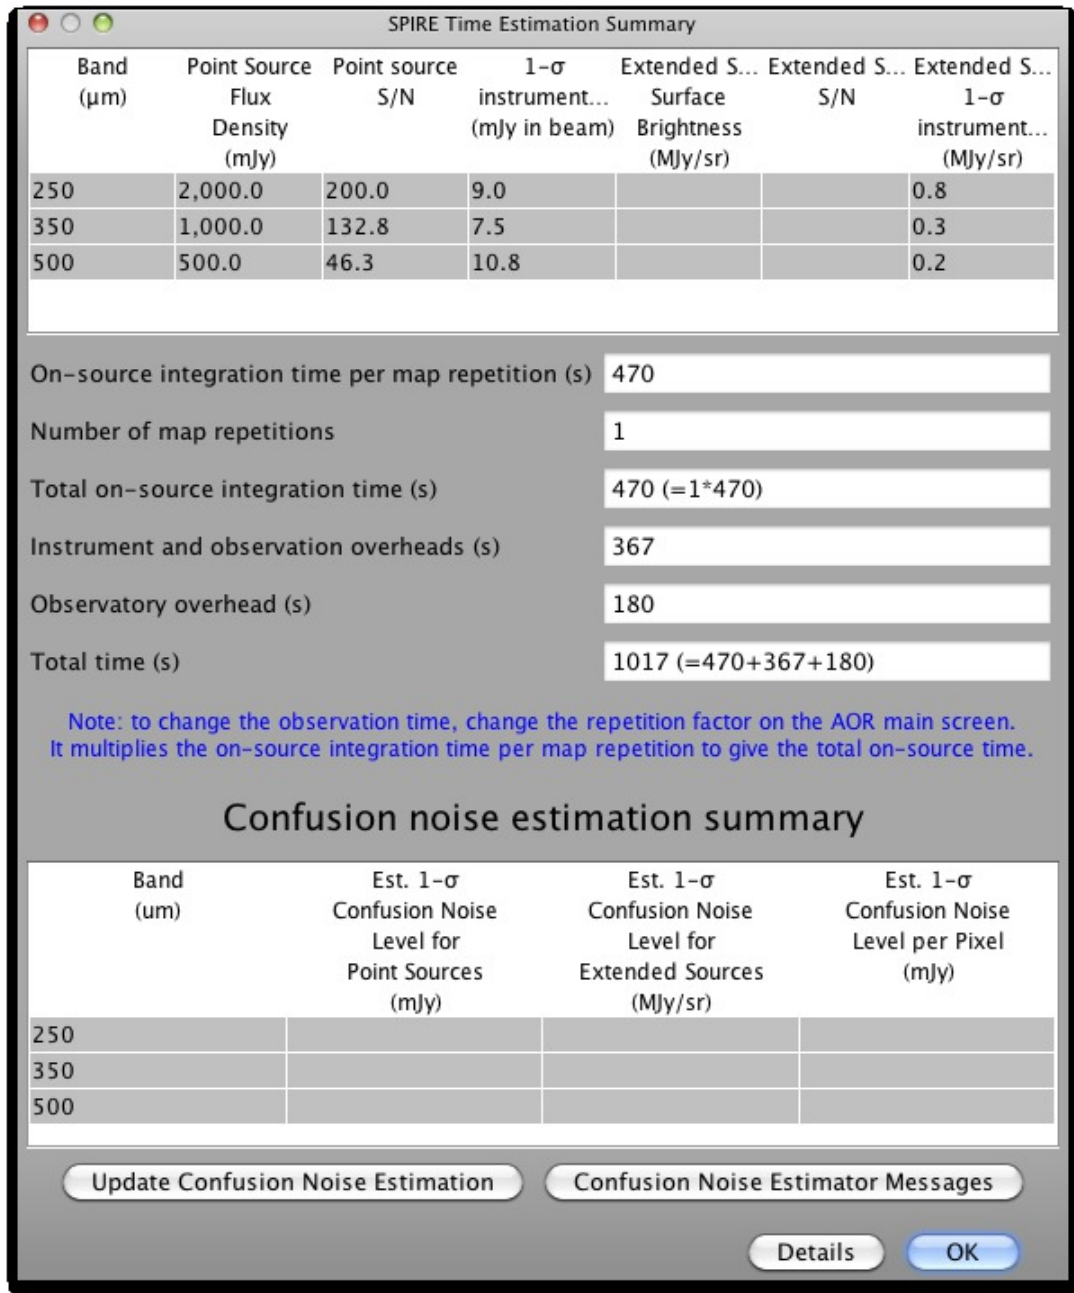 SPIRE Time Estimation Summary
Band Point Source Point source 1-σ Extended S... Extended S... Extended S...
(µm) Flux S/N instrument... Surface S/N 1-σ
Density (mJy in beam) Brightness instrument...
(mJy) (MJy/sr) (MJy/sr)
250 2,000.0 200.0 9.0 0.8
350 1,000.0 132.8 7.5 0.3
500 500.0 46.3 10.8 0.2
On-source integration time per map repetition (s) 470
Number of map repetitions 1
Total on-source integration time (s) 470 (=1*470)
Instrument and observation overheads (s) 367
Observatory overhead (s) 180
Total time (s) 1017 (=470+367+180)
Note: to change the observation time, change the repetition factor on the AOR main screen.
It multiplies the on-source integration time per map repetition to give the total on-source time.
Confusion noise estimation summary
Band Est. 1-σ Est. 1-σ Est. 1-σ
(um) Confusion Noise Confusion Noise Confusion Noise
Level for Level for Level per Pixel
Point Sources Extended Sources (mJy)
(mJy) (MJy/sr)
250
350
500
Update Confusion Noise Estimation Confusion Noise Estimator Messages
Details OK